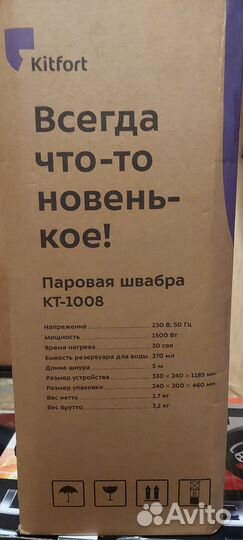 Kitfort
Всегда
что-то
новень-
кое!
Паровая швабра
КТ-1008
Напряжение 230 В, 50 Гц
Мощность 1500 Вт
Время нагрева 30 сек
Емкость резервуара для воды 370 мл
Длина шнура 5 м
Размер устройства 330 × 240 × 1185 мм
Размер упаковки 240 × 200 × 460 мм
Вес нетто 2,7 кг
Вес брутто 3,2 кг
Avito